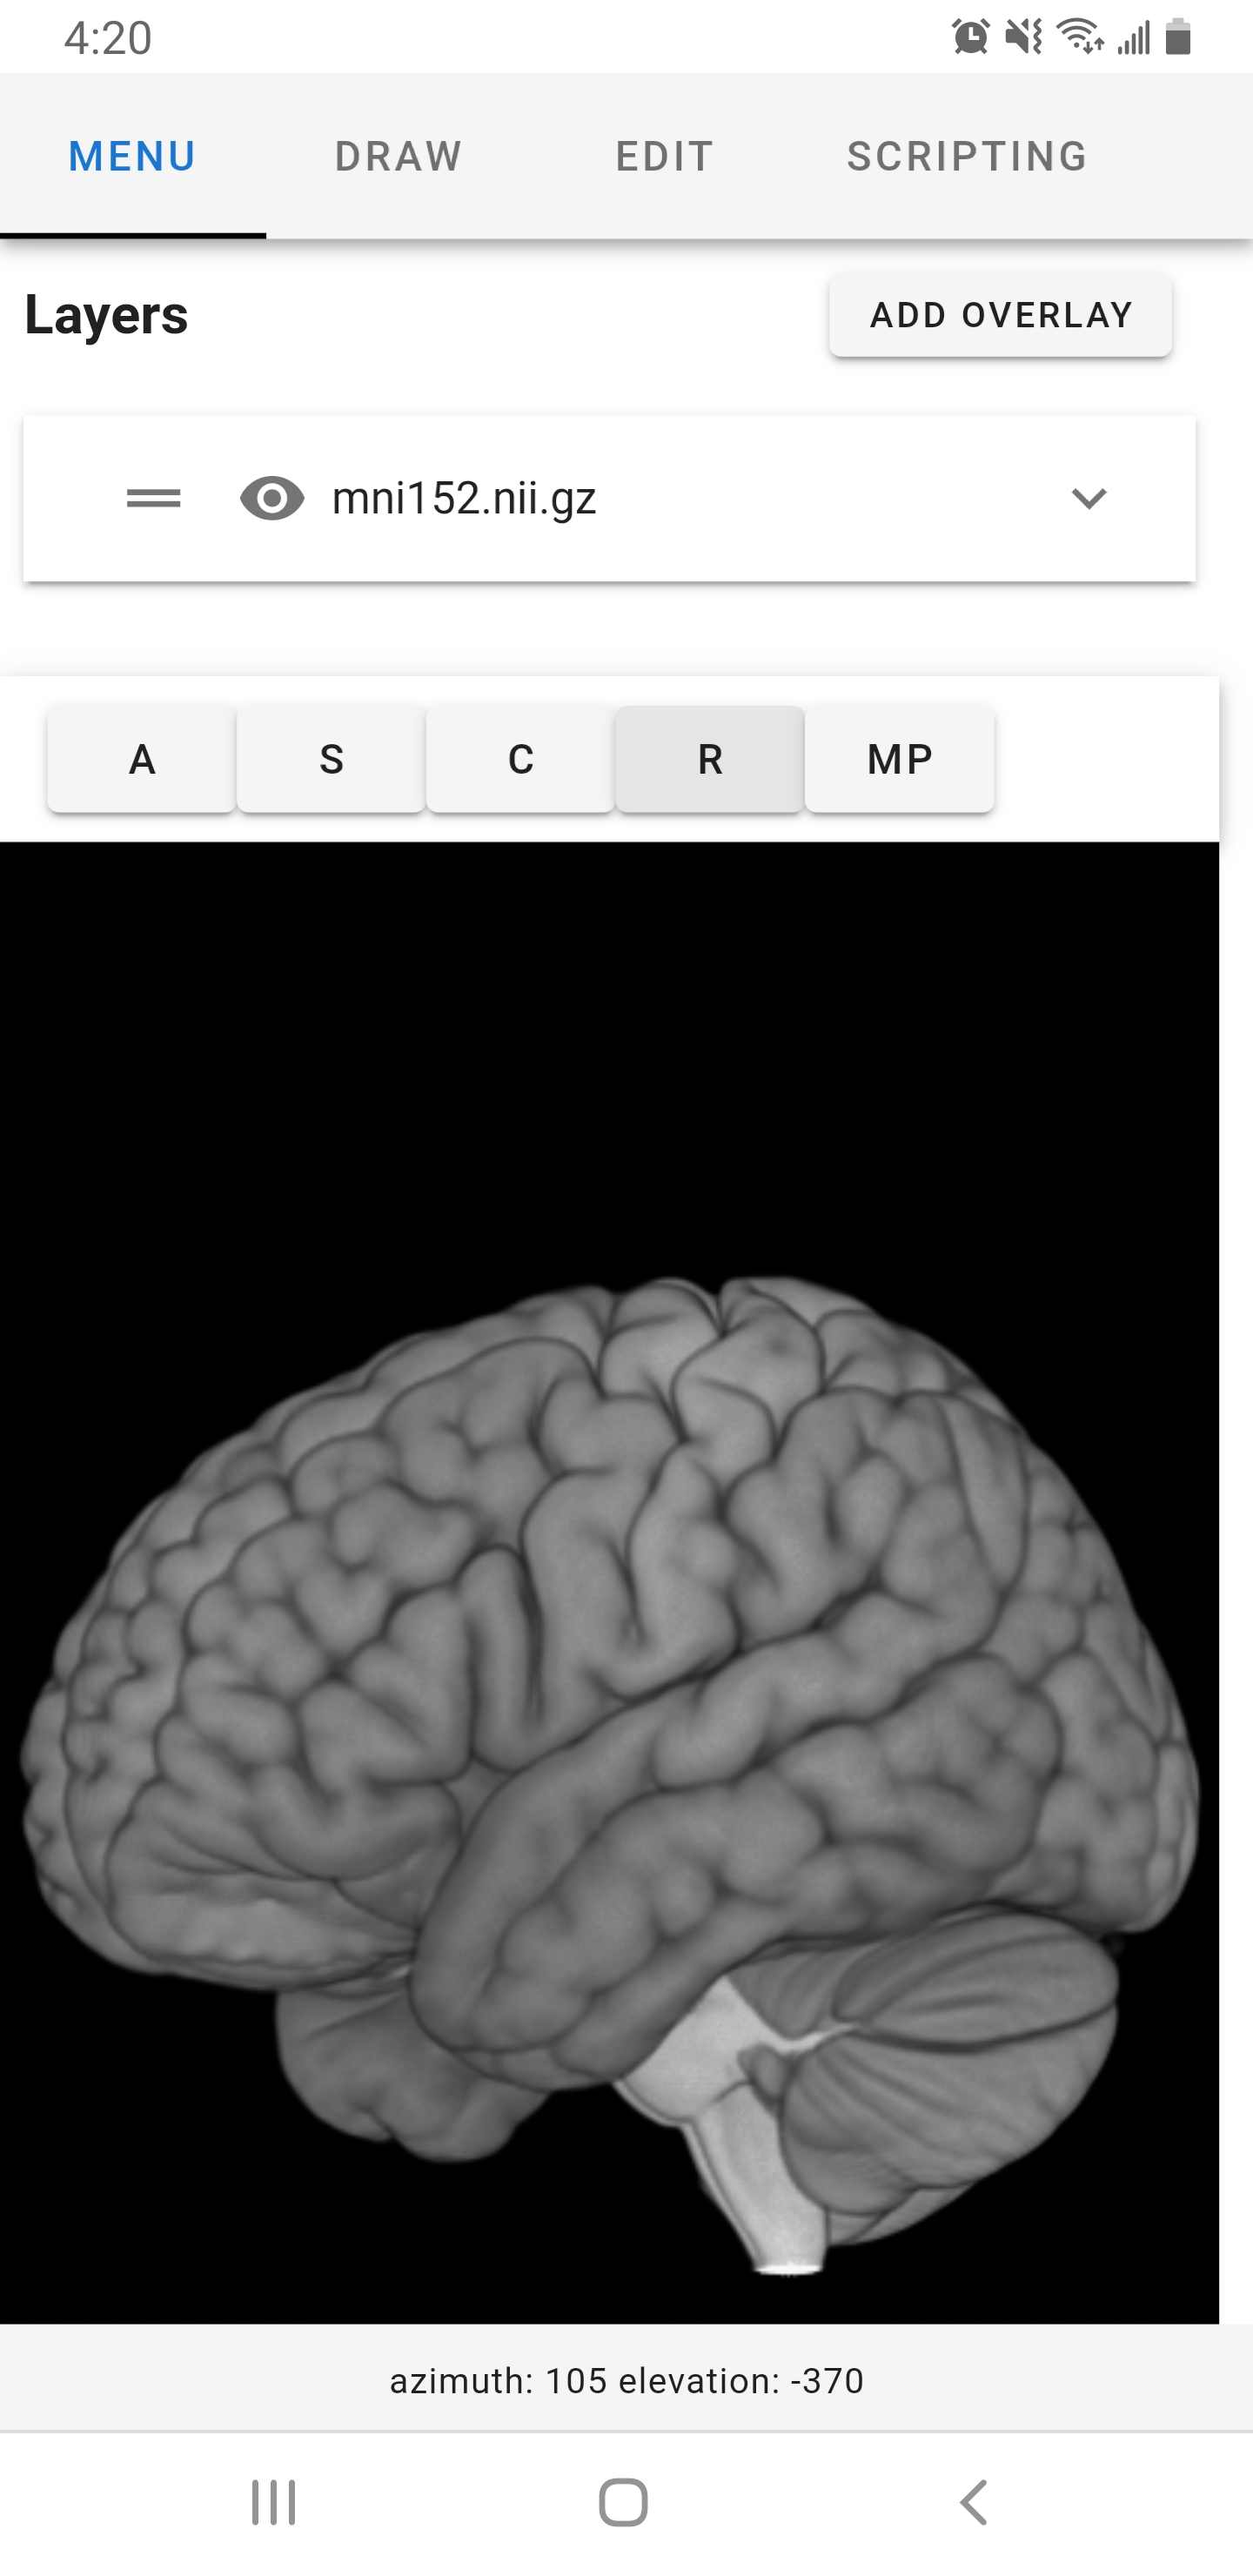 4:20
MENU DRAW EDIT SCRIPTING
Layers ADD OVERLAY
mni152.nii.gz
A S C R MP
azimuth: 105 elevation: -370